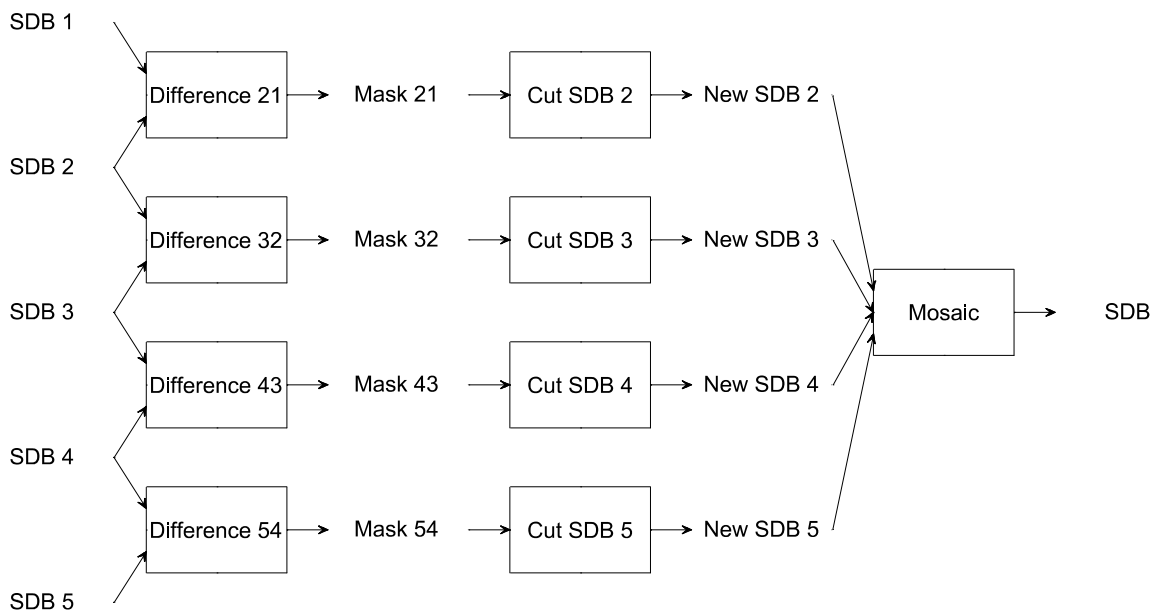 SDB 1
Difference 21
Mask 21
Cut SDB 2
New SDB 2
SDB 2
Difference 32
Mask 32
Cut SDB 3
New SDB 3
SDB 3
Mosaic
SDB
Difference 43
Mask 43
Cut SDB 4
New SDB 4
SDB 4
Difference 54
Mask 54
Cut SDB 5
New SDB 5
SDB 5